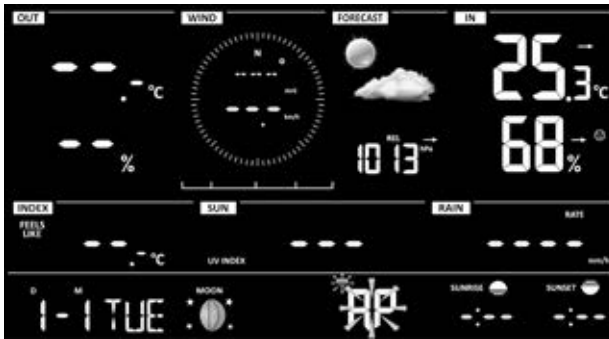 OUT
--.-°C
--%
WIND
N
---
---
km/h
FORECAST
REL
1013 hPa
IN
25.3°C
68%
INDEX
FEELS LIKE
--.-°C
SUN
UV INDEX ---
RAIN
RATE
---- mm/h
D M
1-1 TUE
MOON
AP
SUNRISE
-:--
SUNSET
-:--